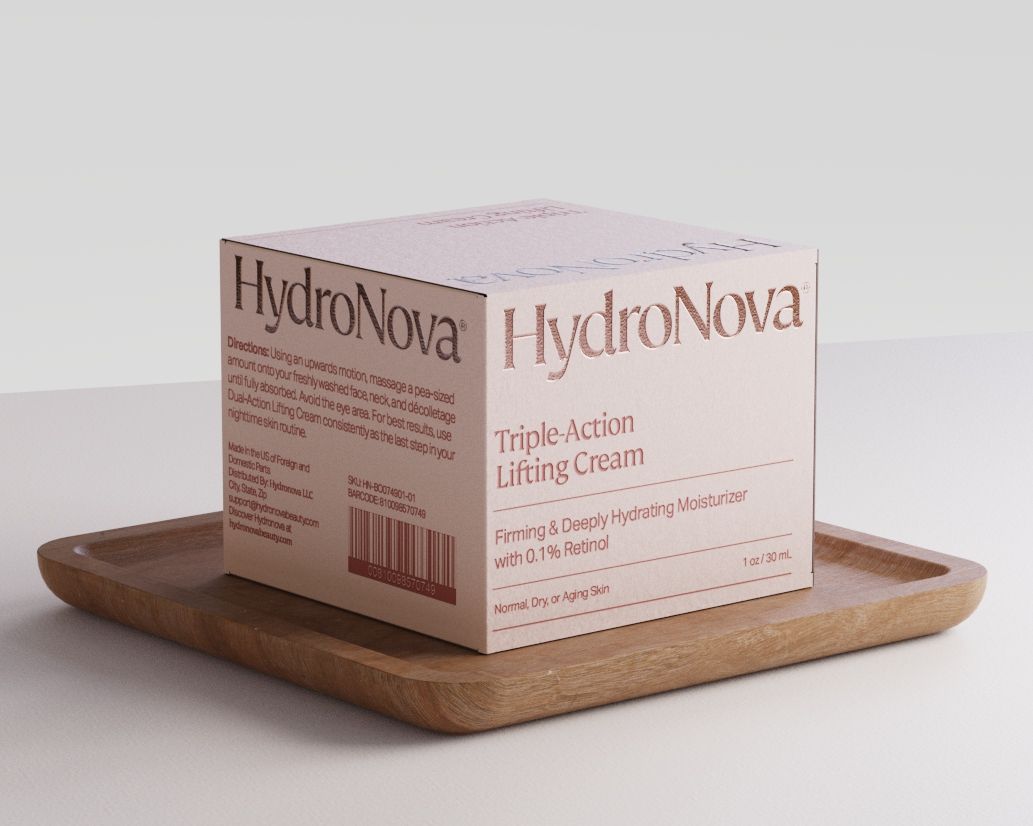 Triple-Action
Lifting Cream
HydroNova
HydroNova®
Directions: Using an upwards motion, massage a pea-sized
amount onto your freshly washed face, neck, and décolletage
until fully absorbed. Avoid the eye area. For best results, use
Dual-Action Lifting Cream consistently as the last step in your
nighttime skin routine.
Made in the US of Foreign and
Domestic Parts
Distributed By: Hydronova LLC
City, State, Zip
support@hydronovabeauty.com
Discover Hydronova at
hydronovabeauty.com
SKU: HN-BO074901-01
BARCODE: 810098570749
00810098570749
HydroNova®
Triple-Action
Lifting Cream
Firming & Deeply Hydrating Moisturizer
with 0.1% Retinol
1 oz / 30 mL
Normal, Dry, or Aging Skin